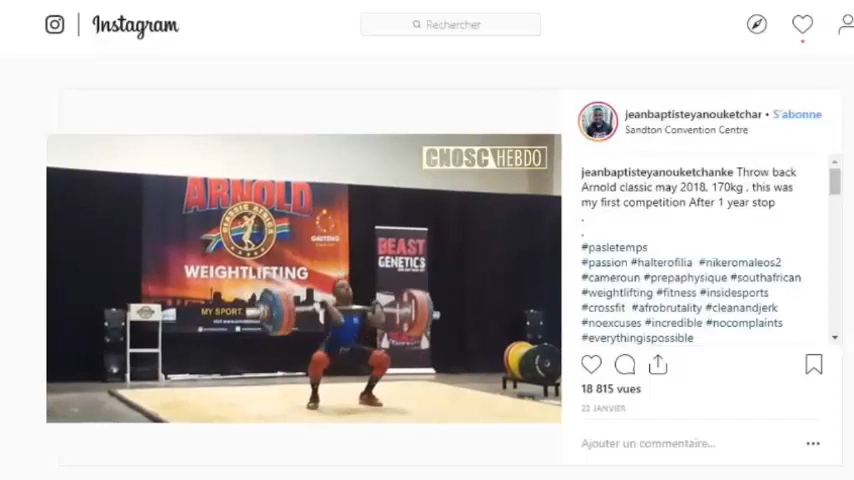 Instagram
Rechercher
jeanbaptisteyanouketchar • S'abonne
Sandton Convention Centre
CNOSC HEBDO
ARNOLD
CLASSIC AFRICA
GAUTENG
WEIGHTLIFTING
MY SPORT.
BEAST
GENETICS
jeanbaptisteyanouketchanke Throw back
Arnold classic may 2018, 170kg , this was
my first competition After 1 year stop
.
.
#pasletemps
#passion #halterofilia #nikeromaleos2
#cameroun #prepaphysique #southafrican
#weightlifting #fitness #insidesports
#crossfit #afrobrutality #cleanandjerk
#noexcuses #incredible #nocomplaints
#everythingispossible
18 815 vues
22 JANVIER
Ajouter un commentaire...